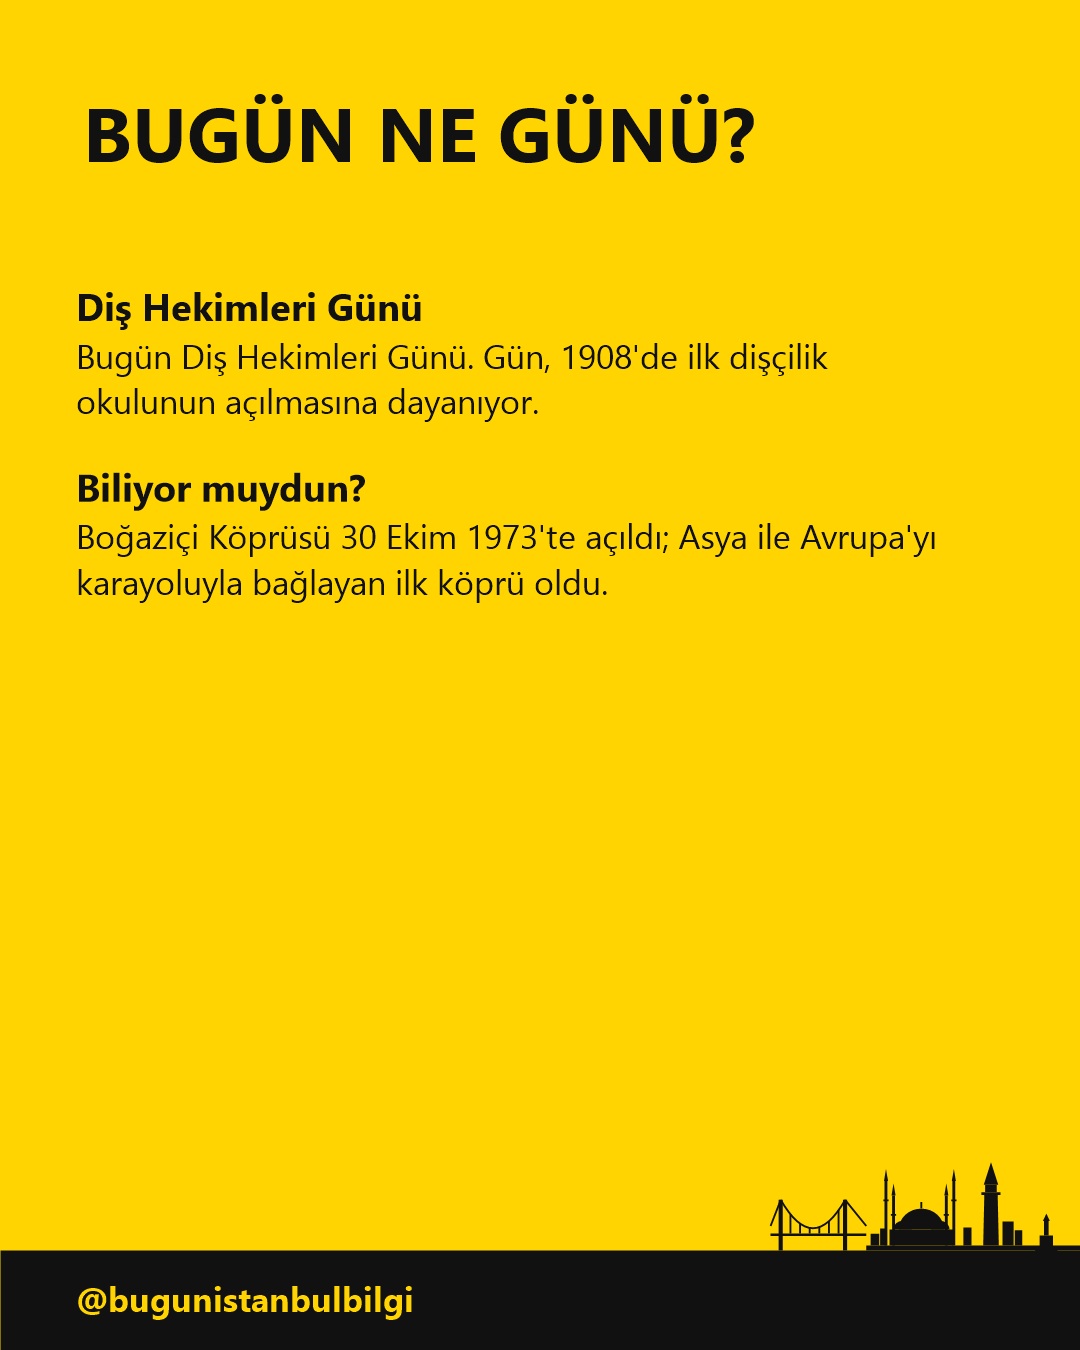 BUGÜN NE GÜNÜ?
Diş Hekimleri Günü
Bugün Diş Hekimleri Günü. Gün, 1908'de ilk dişçilik
okulunun açılmasına dayanıyor.
Biliyor muydun?
Boğaziçi Köprüsü 30 Ekim 1973'te açıldı; Asya ile Avrupa'yı
karayoluyla bağlayan ilk köprü oldu.
@bugunistanbulbilgi